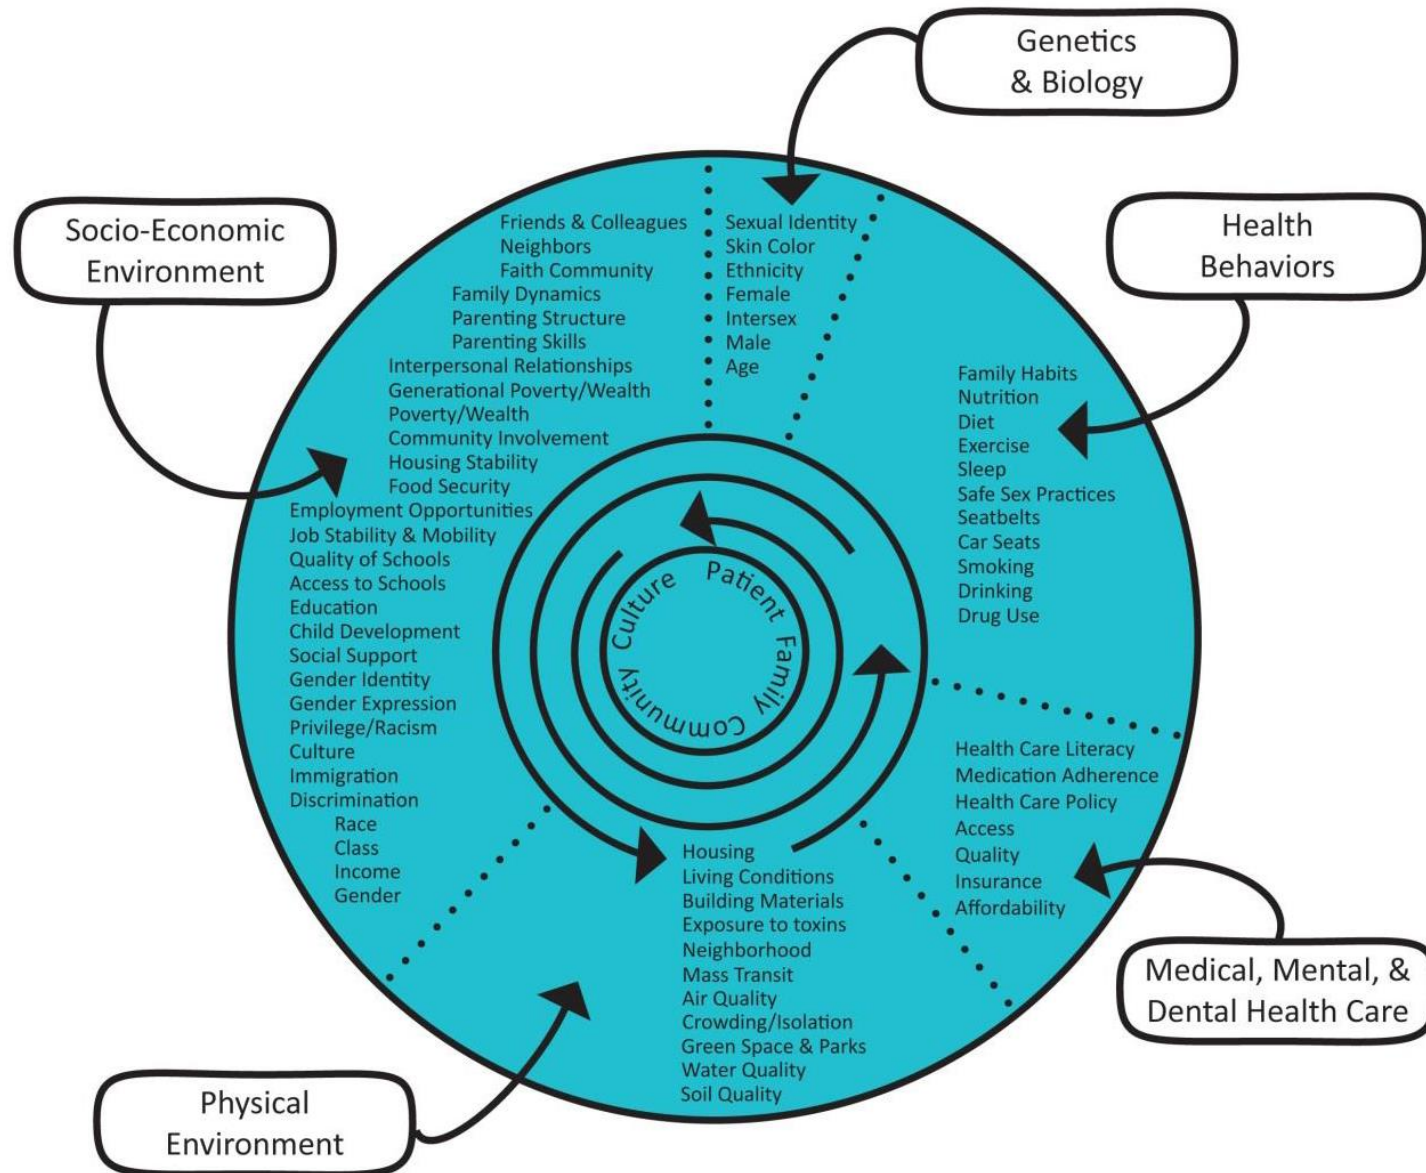 Genetics
& Biology
Socio-Economic
Environment
Health
Behaviors
Friends & Colleagues
Neighbors
Faith Community
Family Dynamics
Parenting Structure
Parenting Skills
Interpersonal Relationships
Generational Poverty/Wealth
Poverty/Wealth
Community Involvement
Housing Stability
Food Security
Employment Opportunities
Job Stability & Mobility
Quality of Schools
Access to Schools
Education
Child Development
Social Support
Gender Identity
Gender Expression
Privilege/Racism
Culture
Immigration
Discrimination
Race
Class
Income
Gender
Sexual Identity
Skin Color
Ethnicity
Female
Intersex
Male
Age
Family Habits
Nutrition
Diet
Exercise
Sleep
Safe Sex Practices
Seatbelts
Car Seats
Smoking
Drinking
Drug Use
Patient Family Community Culture
Health Care Literacy
Medication Adherence
Health Care Policy
Access
Quality
Insurance
Affordability
Housing
Living Conditions
Building Materials
Exposure to toxins
Neighborhood
Mass Transit
Air Quality
Crowding/Isolation
Green Space & Parks
Water Quality
Soil Quality
Medical, Mental, &
Dental Health Care
Physical
Environment